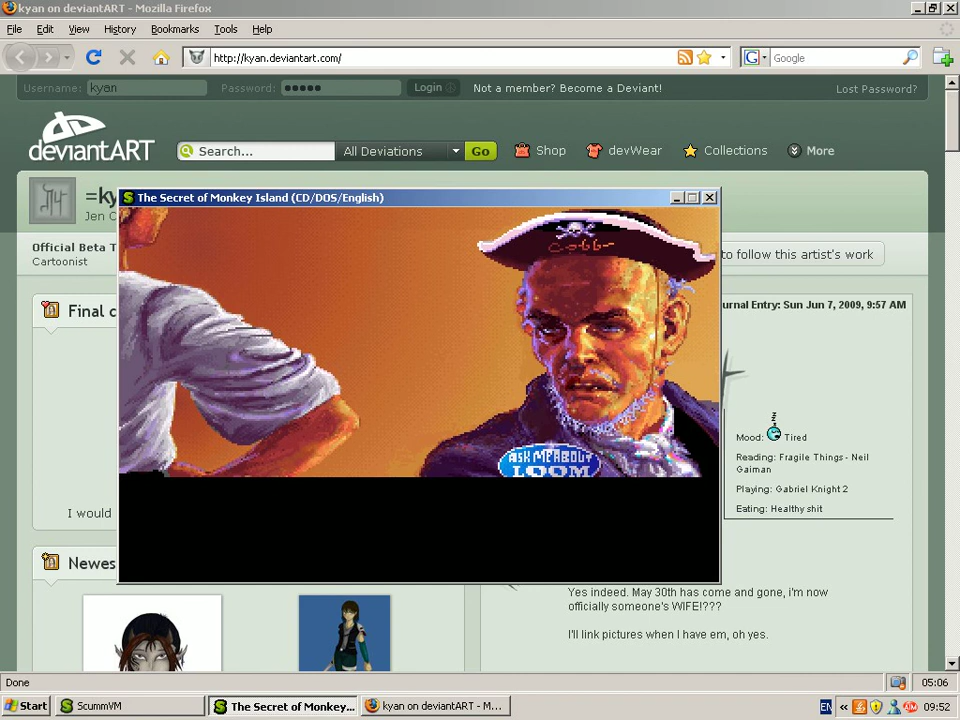 kyan on deviantART - Mozilla Firefox
File Edit View History Bookmarks Tools Help
http://kyan.deviantart.com/
Google
Username: kyan Password: ●●●●● Login Not a member? Become a Deviant! Lost Password?
deviantART Search... All Deviations Go Shop devWear Collections More
=ky
Jen
The Secret of Monkey Island (CD/DOS/English)
Official Beta T
Cartoonist
to follow this artist's work
Final c
urnal Entry: Sun Jun 7, 2009, 9:57 AM
Cobb
ASK ME ABOUT
LOOM
Mood: Tired
Reading: Fragile Things - Neil
Gaiman
Playing: Gabriel Knight 2
Eating: Healthy shit
I would
Newes
Yes indeed. May 30th has come and gone, i'm now
officially someone's WIFE!???
I'll link pictures when I have em, oh yes.
Done 05:06
Start ScummVM The Secret of Monkey... kyan on deviantART - M... EN 09:52